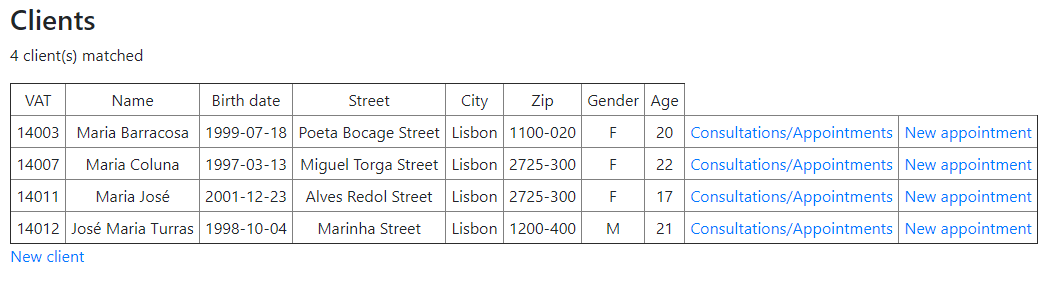 Clients
4 client(s) matched
VAT Name Birth date Street City Zip Gender Age
14003 Maria Barracosa 1999-07-18 Poeta Bocage Street Lisbon 1100-020 F 20 Consultations/Appointments New appointment
14007 Maria Coluna 1997-03-13 Miguel Torga Street Lisbon 2725-300 F 22 Consultations/Appointments New appointment
14011 Maria José 2001-12-23 Alves Redol Street Lisbon 2725-300 F 17 Consultations/Appointments New appointment
14012 José Maria Turras 1998-10-04 Marinha Street Lisbon 1200-400 M 21 Consultations/Appointments New appointment
New client